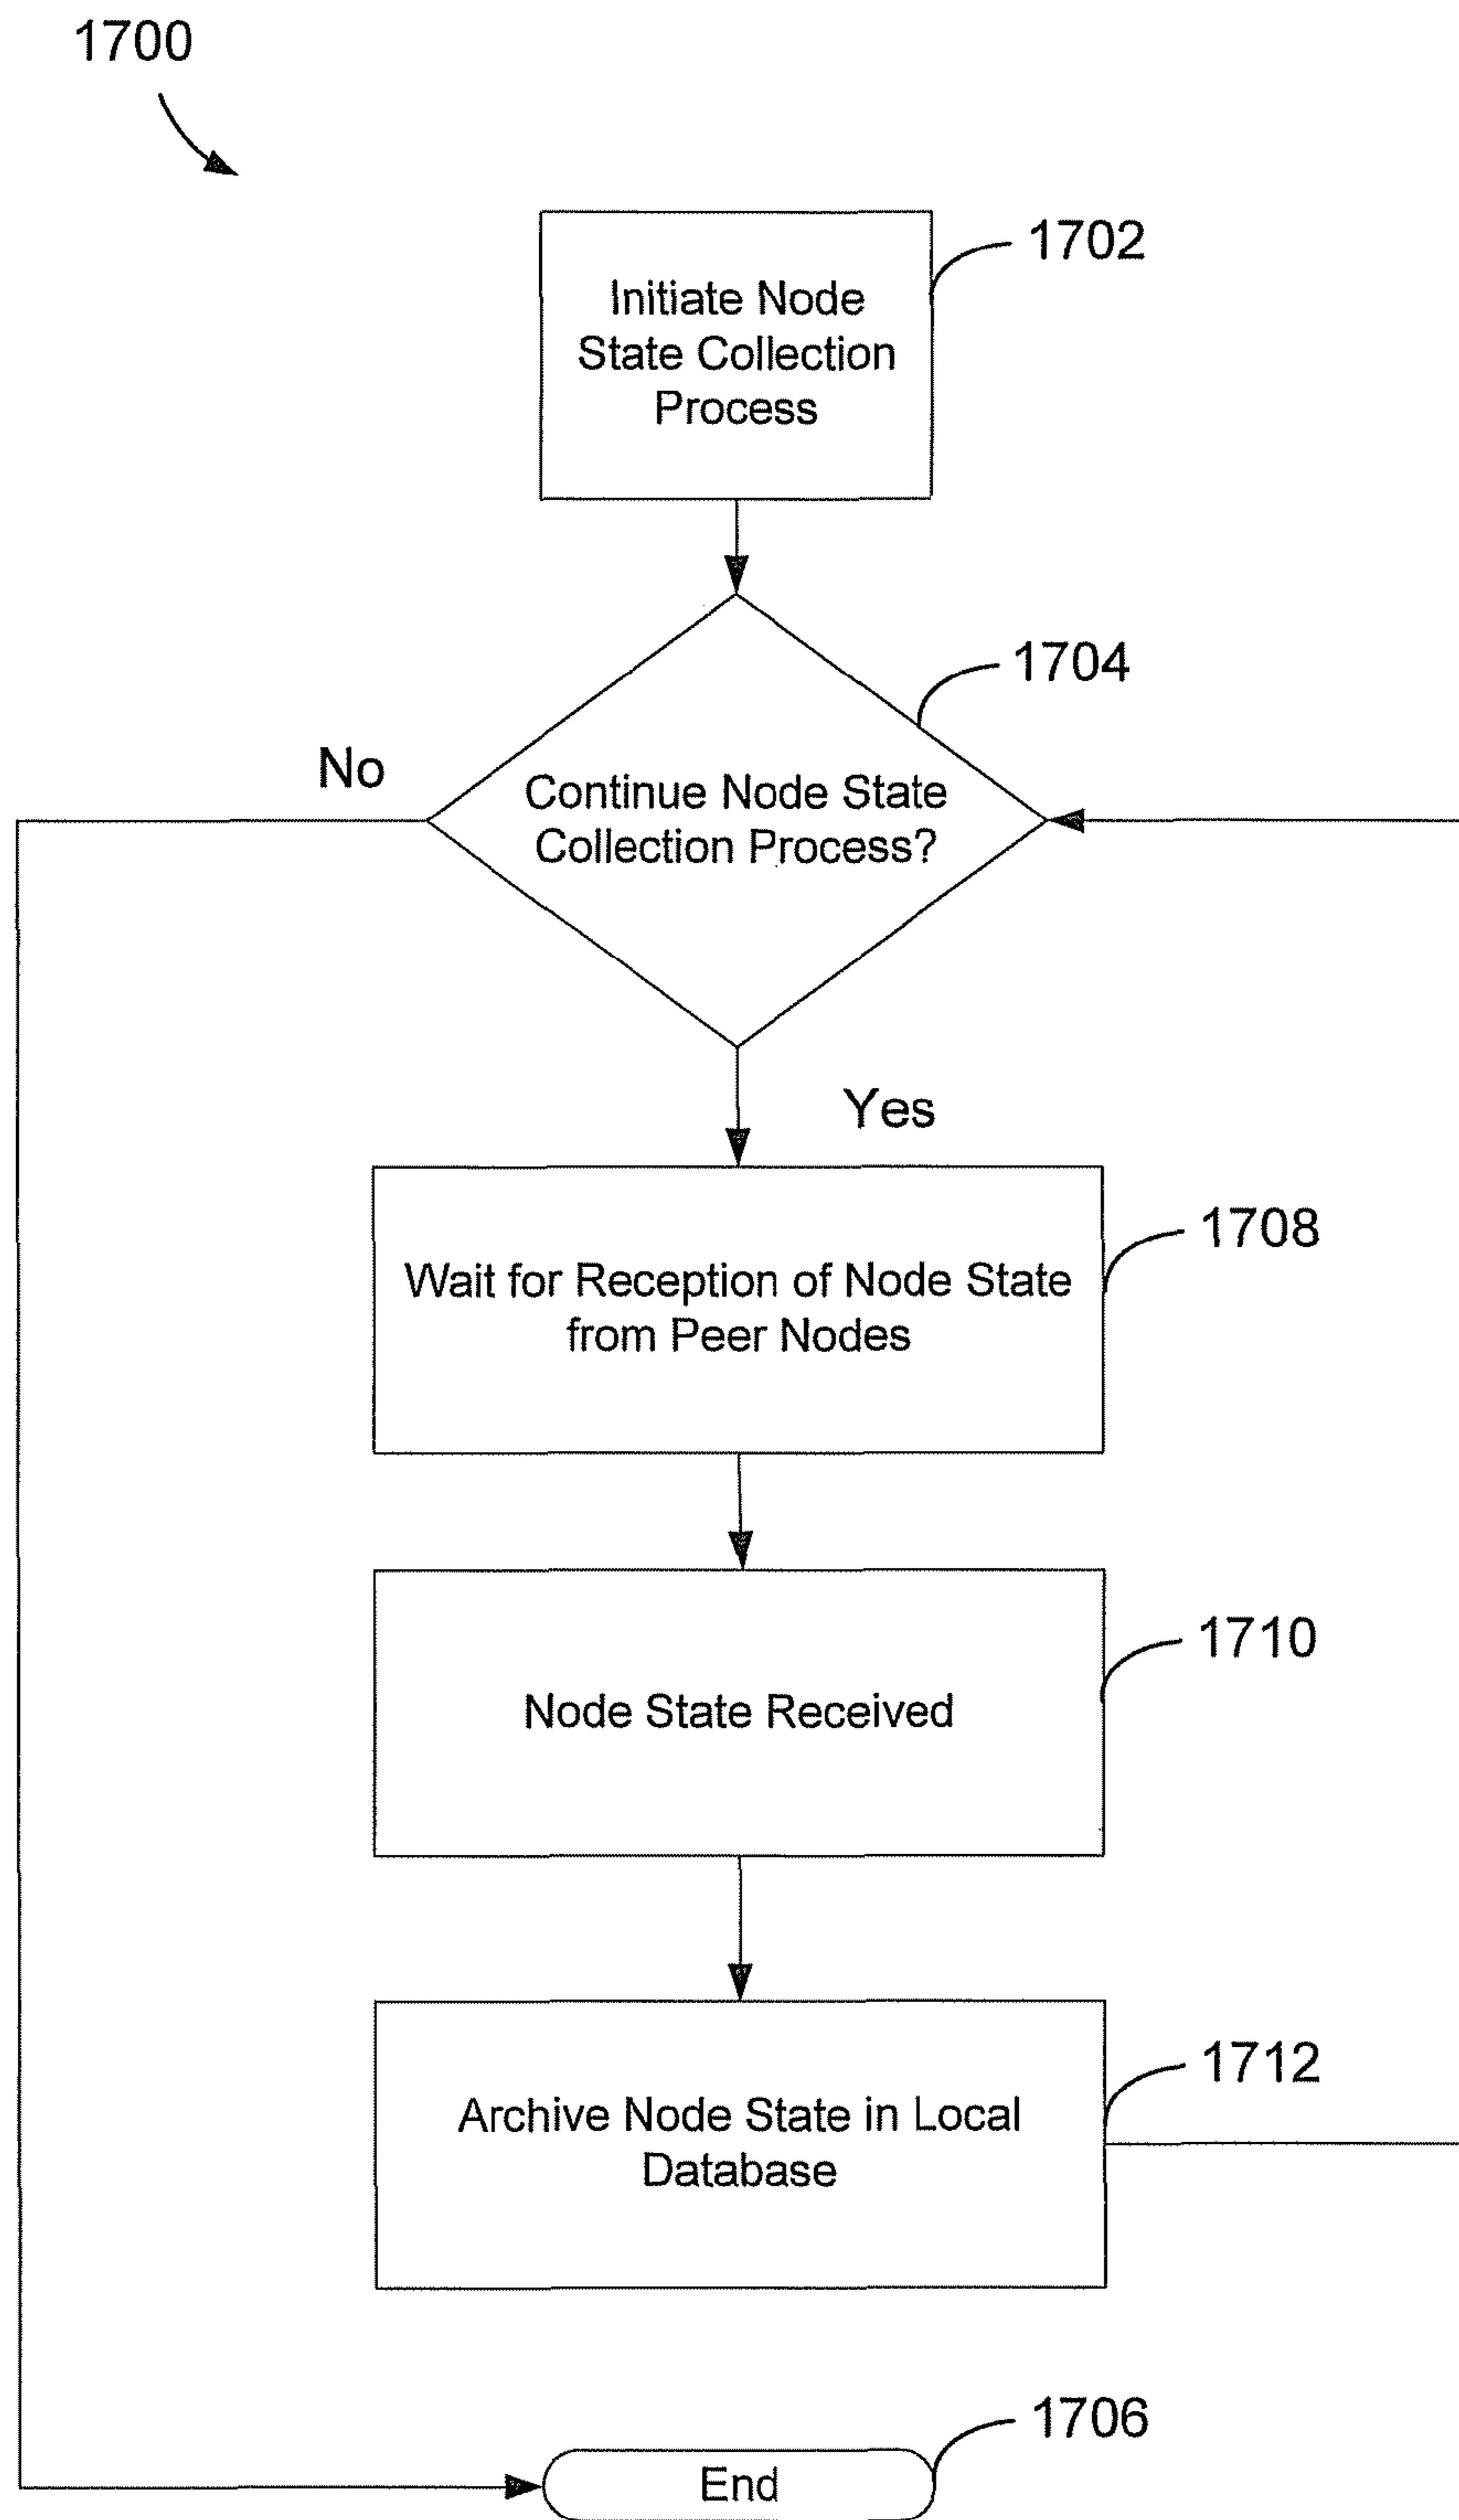 1700
1702
Initiate Node
State Collection
Process
1704
No
Continue Node State
Collection Process?
Yes
1708
Wait for Reception of Node State
from Peer Nodes
1710
Node State Received
1712
Archive Node State in Local
Database
1706
End